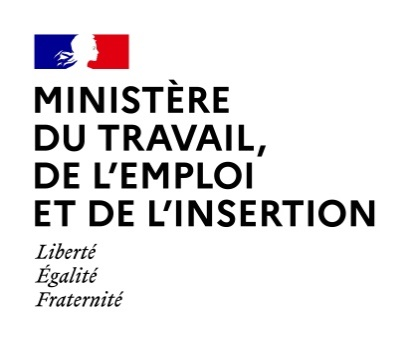 MINISTÈRE
DU TRAVAIL,
DE L’EMPLOI
ET DE L’INSERTION
Liberté
Égalité
Fraternité